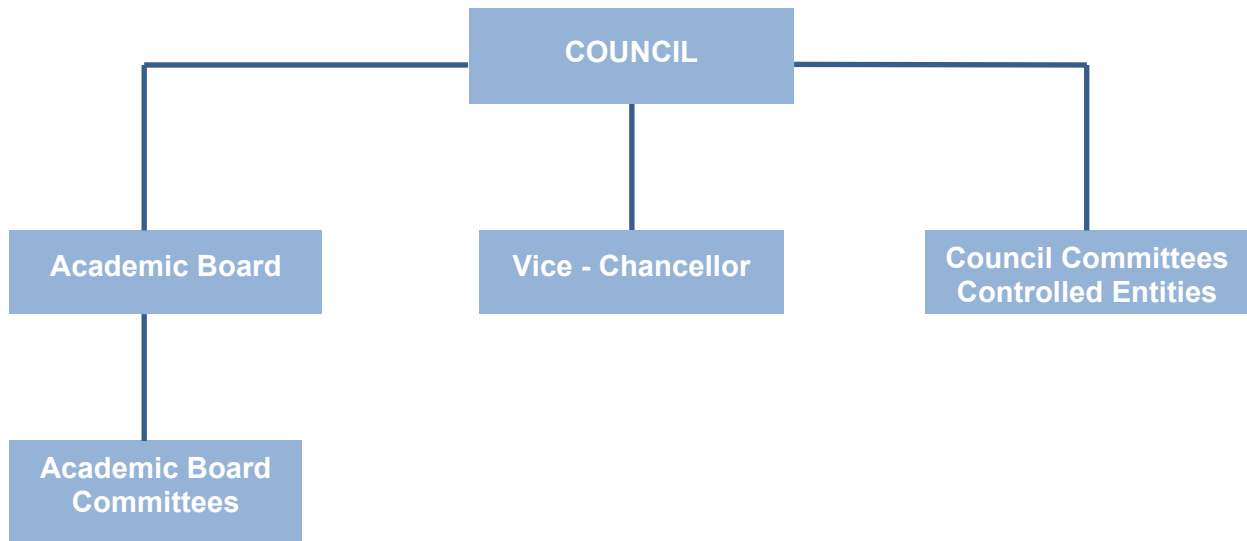 COUNCIL
Academic Board
Vice - Chancellor
Council Committees
Controlled Entities
Academic Board
Committees